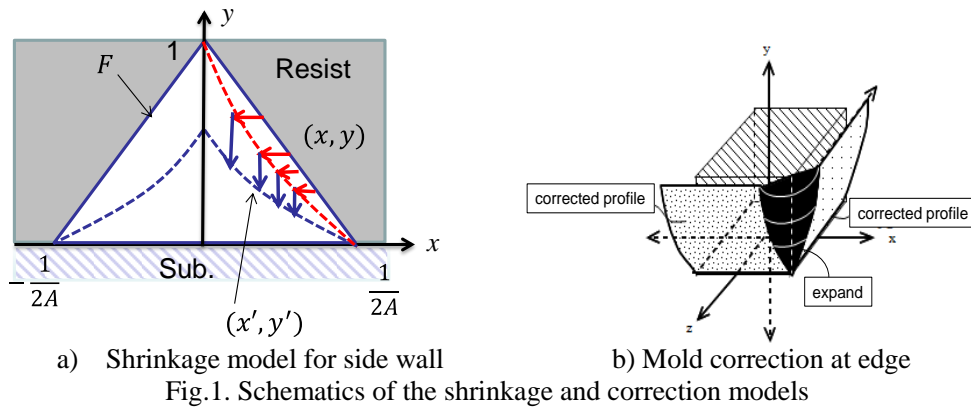 y
1
F
Resist
(x, y)
x
Sub.
−1/2A
1/2A
(x′, y′)
a) Shrinkage model for side wall
y
corrected profile
corrected profile
x
expand
z
b) Mold correction at edge
Fig.1. Schematics of the shrinkage and correction models